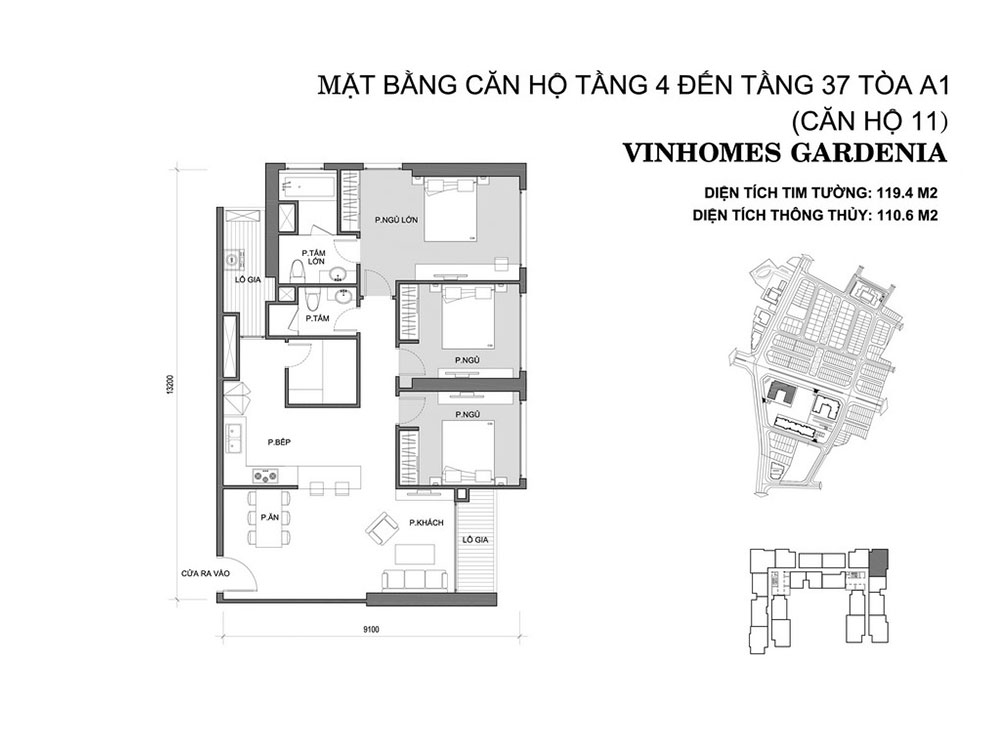 MẶT BẰNG CĂN HỘ TẦNG 4 ĐẾN TẦNG 37 TÒA A1
(CĂN HỘ 11)
VINHOMES GARDENIA
DIỆN TÍCH TIM TƯỜNG: 119.4 M2
DIỆN TÍCH THÔNG THỦY: 110.6 M2
P.NGỦ LỚN
P.TẮM
LỚN
LÔ GIA
P.TẮM
P.NGỦ
13200
P.NGỦ
P.BẾP
P.ĂN
P.KHÁCH
LÔ GIA
CỬA RA VÀO
9100